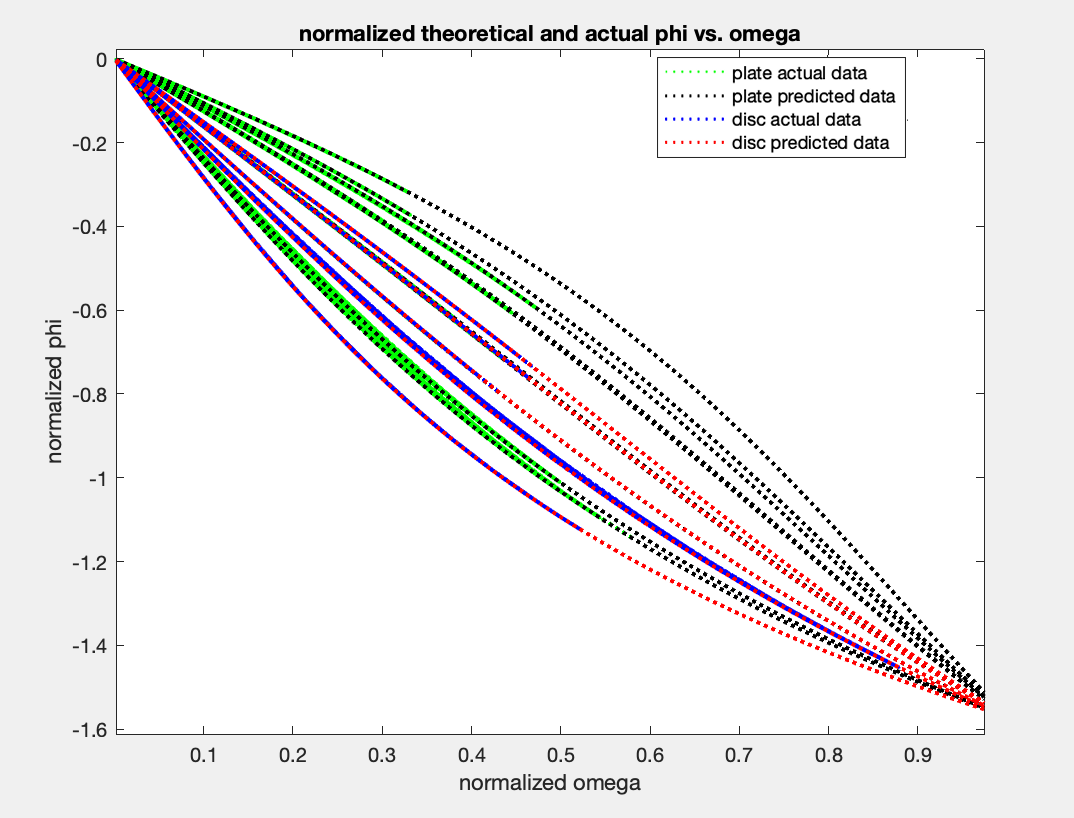 normalized theoretical and actual phi vs. omega
plate actual data
plate predicted data
disc actual data
disc predicted data
0
-0.2
-0.4
-0.6
-0.8
-1
-1.2
-1.4
-1.6
normalized phi
0.1 0.2 0.3 0.4 0.5 0.6 0.7 0.8 0.9
normalized omega